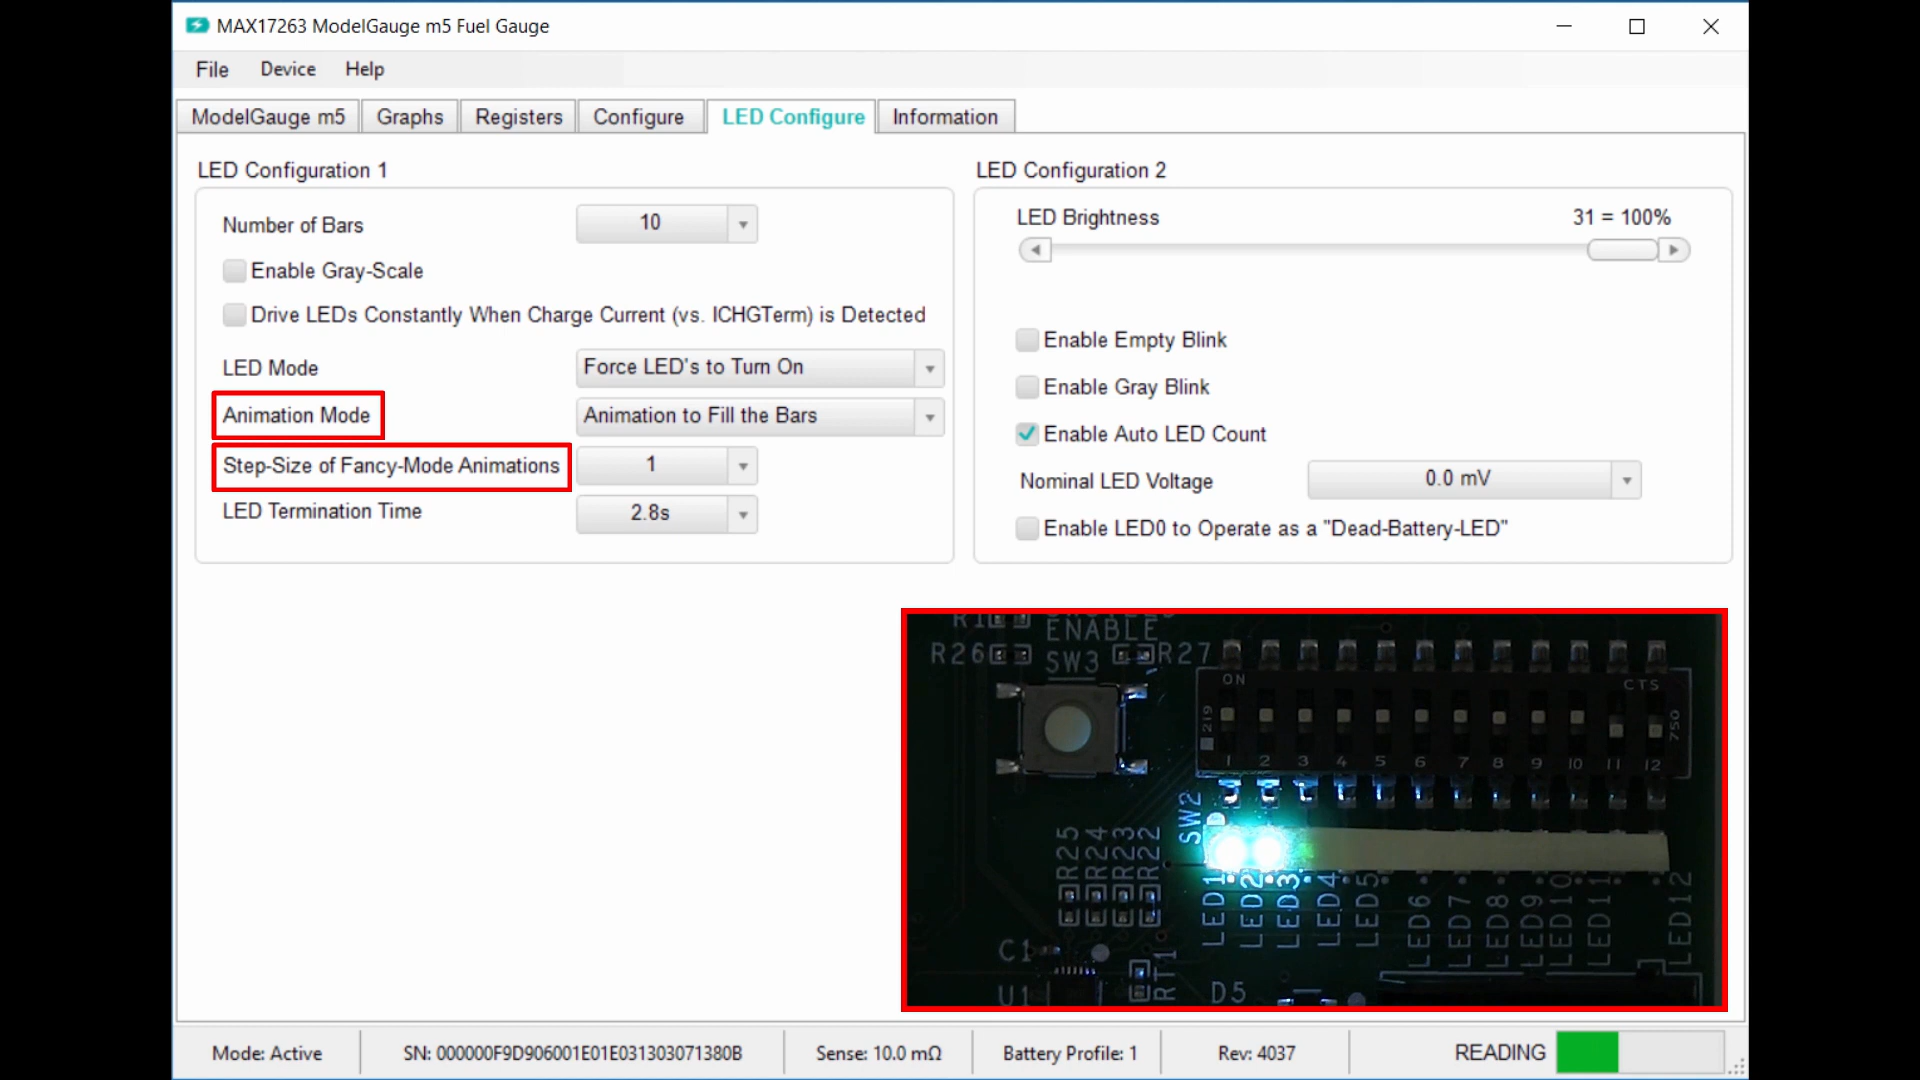 MAX17263 ModelGauge m5 Fuel Gauge
File Device Help
ModelGauge m5 Graphs Registers Configure LED Configure Information
LED Configuration 1
Number of Bars 10
Enable Gray-Scale
Drive LEDs Constantly When Charge Current (vs. ICHGTerm) is Detected
LED Mode Force LED's to Turn On
Animation Mode Animation to Fill the Bars
Step-Size of Fancy-Mode Animations 1
LED Termination Time 2.8s
LED Configuration 2
LED Brightness 31 = 100%
Enable Empty Blink
Enable Gray Blink
Enable Auto LED Count
Nominal LED Voltage 0.0 mV
Enable LED0 to Operate as a "Dead-Battery-LED"
ENABLE
R26 SW3 R27
ON CTS
219 750
1 2 3 4 5 6 7 8 9 10 11 12
SW2
R25 R24 R23 R22
LED1 LED2 LED3 LED4 LED5 LED6 LED7 LED8 LED9 LED10 LED11 LED12
C1
U1 RT1 D5
Mode: Active SN: 000000F9D906001E01E031303071380B Sense: 10.0 mΩ Battery Profile: 1 Rev: 4037 READING